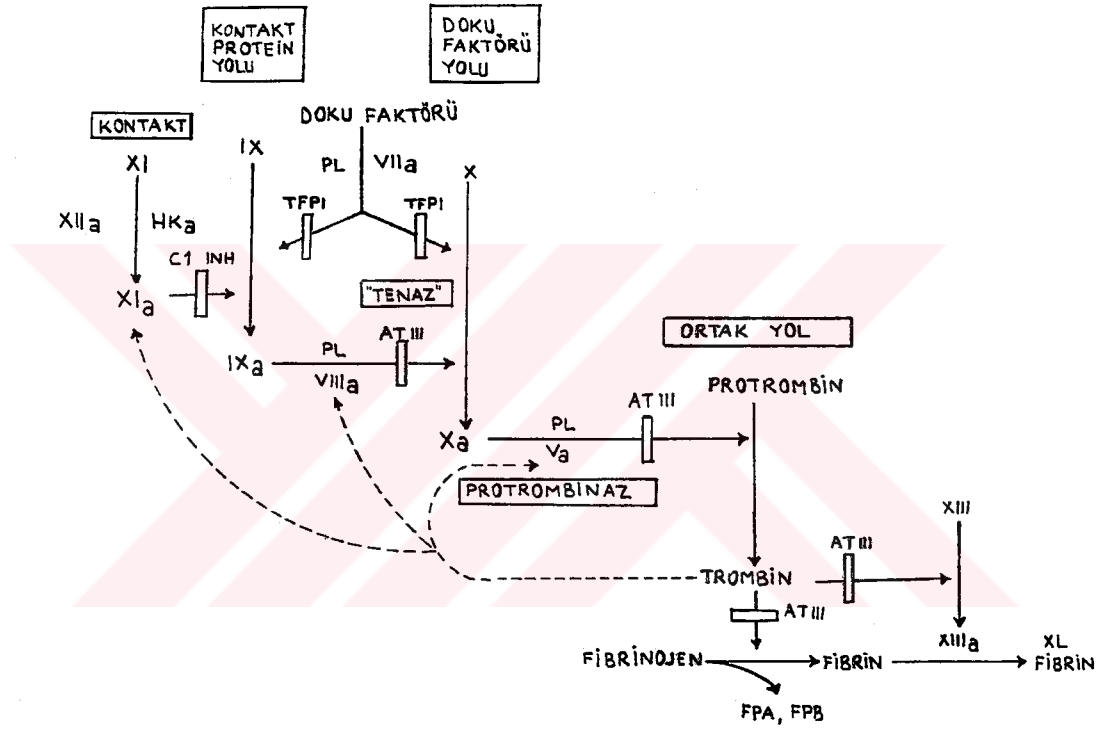 KONTAKT
PROTEIN
YOLU
DOKU
FAKTÖRÜ
YOLU
DOKU FAKTÖRÜ
KONTAKT
XI
IX
PL
VIIa
X
XIIa
HKa
TFPI
TFPI
C1 INH
XIa
"TENAZ"
IXa
PL
VIIIa
AT III
ORTAK YOL
PROTROMBİN
Xa
PL
Va
AT III
PROTROMBİNAZ
XIII
TROMBİN
AT III
AT III
FİBRİNOJEN
FİBRİN
XIIIa
XL
FİBRİN
FPA, FPB